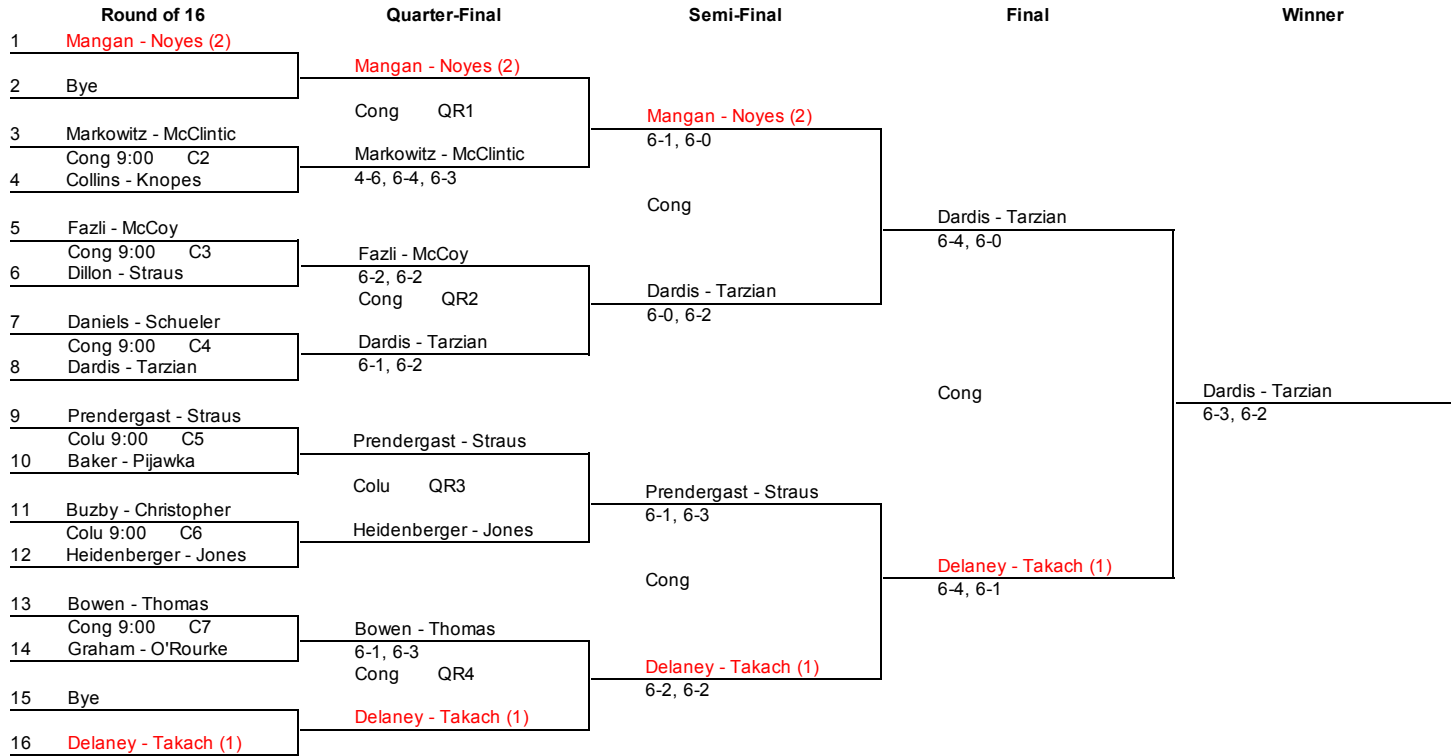 Round of 16 Quarter-Final Semi-Final Final Winner
1 Mangan - Noyes (2)
Mangan - Noyes (2)
2 Bye
Cong QR1
Mangan - Noyes (2)
3 Markowitz - McClintic
6-1, 6-0
Cong 9:00 C2
Markowitz - McClintic
4 Collins - Knopes
4-6, 6-4, 6-3
Cong
Dardis - Tarzian
5 Fazli - McCoy
6-4, 6-0
Cong 9:00 C3
Fazli - McCoy
6 Dillon - Straus
6-2, 6-2
Cong QR2
Dardis - Tarzian
6-0, 6-2
7 Daniels - Schueler
Cong 9:00 C4
Dardis - Tarzian
8 Dardis - Tarzian
6-1, 6-2
Cong
Dardis - Tarzian
6-3, 6-2
9 Prendergast - Straus
Colu 9:00 C5
Prendergast - Straus
10 Baker - Pijawka
Colu QR3
Prendergast - Straus
6-1, 6-3
11 Buzby - Christopher
Colu 9:00 C6
Heidenberger - Jones
12 Heidenberger - Jones
Delaney - Takach (1)
6-4, 6-1
Cong
13 Bowen - Thomas
Cong 9:00 C7
Bowen - Thomas
14 Graham - O'Rourke
6-1, 6-3
Cong QR4
Delaney - Takach (1)
6-2, 6-2
15 Bye
Delaney - Takach (1)
16 Delaney - Takach (1)